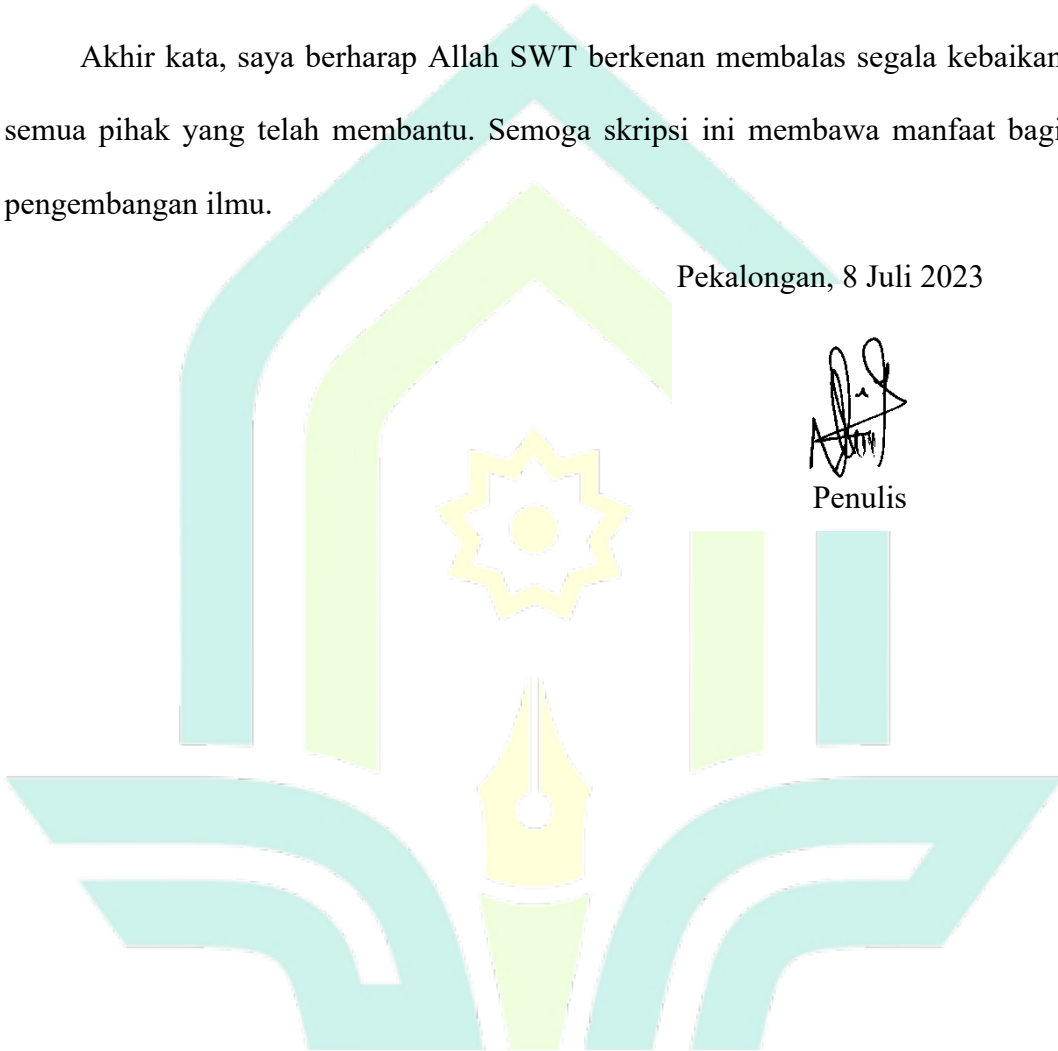 Akhir kata, saya berharap Allah SWT berkenan membalas segala kebaikan
semua pihak yang telah membantu. Semoga skripsi ini membawa manfaat bagi
pengembangan ilmu.
Pekalongan, 8 Juli 2023
Penulis